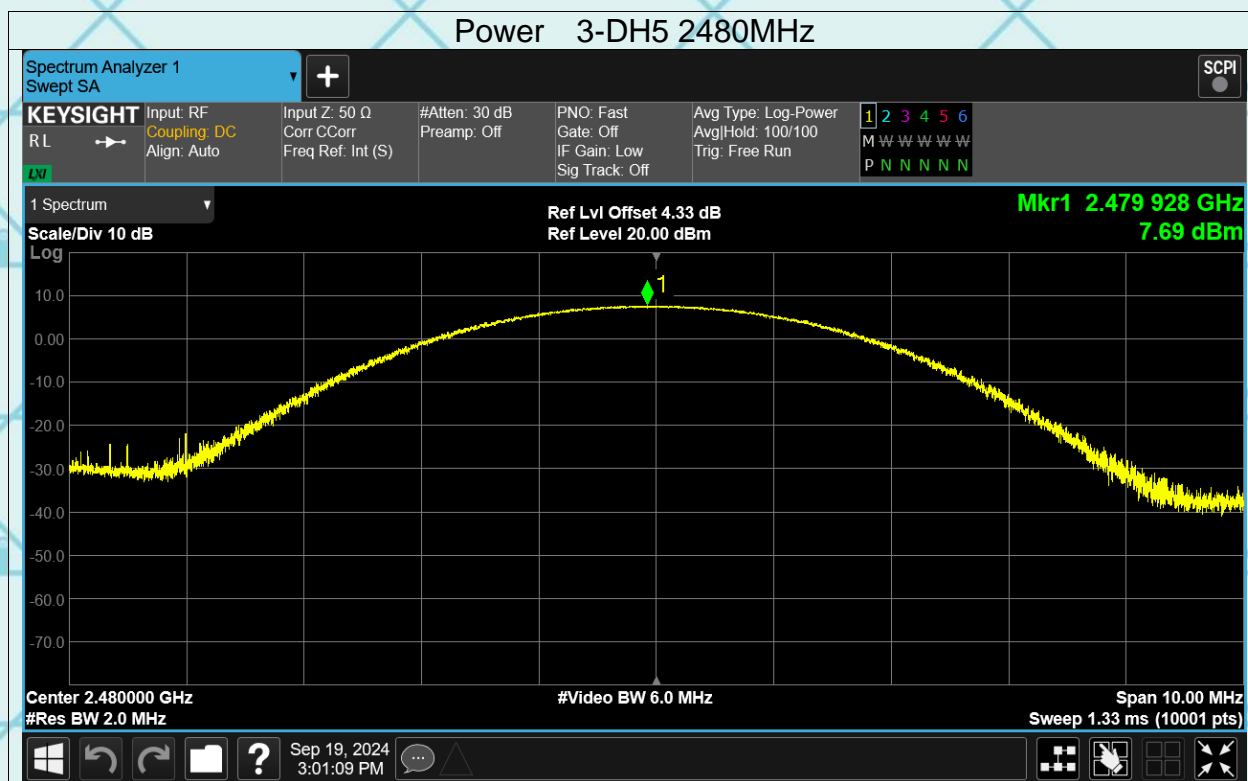 Power 3-DH5 2480MHz
Spectrum Analyzer 1
Swept SA
SCPI
KEYSIGHT
RL
LXI
Input: RF
Coupling: DC
Align: Auto
Input Z: 50 Ω
Corr CCorr
Freq Ref: Int (S)
#Atten: 30 dB
Preamp: Off
PNO: Fast
Gate: Off
IF Gain: Low
Sig Track: Off
Avg Type: Log-Power
Avg|Hold: 100/100
Trig: Free Run
1 2 3 4 5 6
M W W W W W
P N N N N N
1 Spectrum
Scale/Div 10 dB
Ref Lvl Offset 4.33 dB
Ref Level 20.00 dBm
Mkr1 2.479 928 GHz
7.69 dBm
Log
1
10.0
0.00
-10.0
-20.0
-30.0
-40.0
-50.0
-60.0
-70.0
Center 2.480000 GHz
#Video BW 6.0 MHz
Span 10.00 MHz
#Res BW 2.0 MHz
Sweep 1.33 ms (10001 pts)
?
Sep 19, 2024
3:01:09 PM